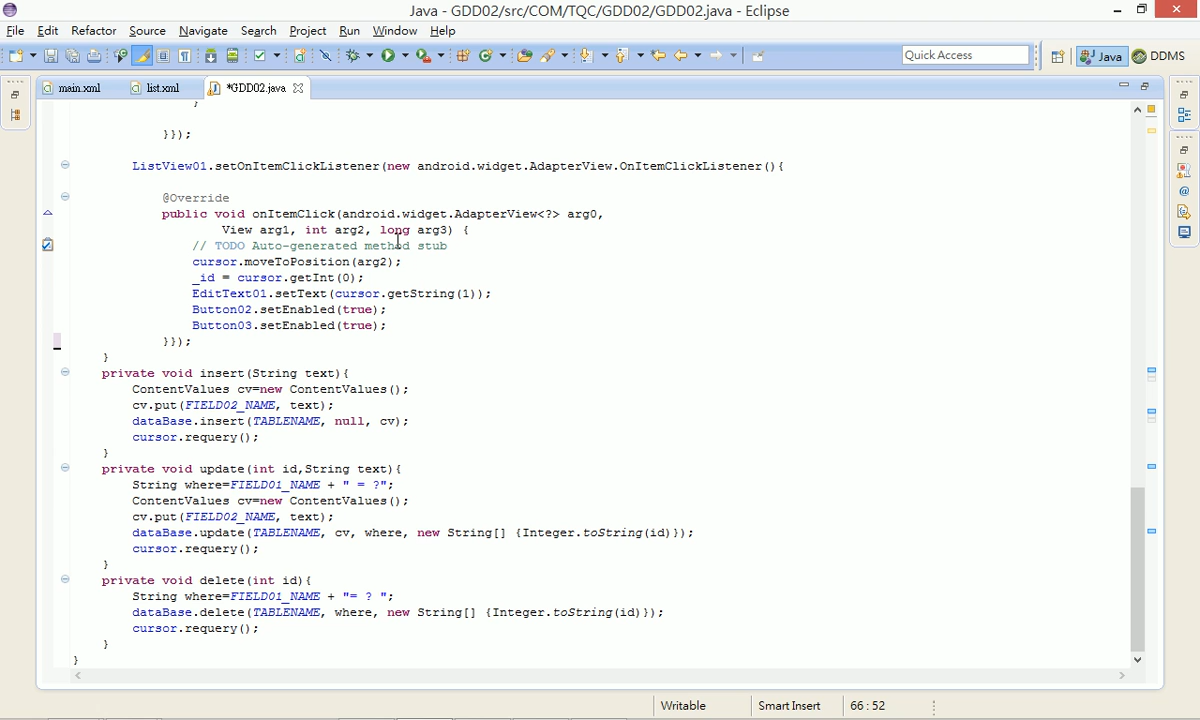 Java - GDD02/src/COM/TQC/GDD02/GDD02.java - Eclipse
File Edit Refactor Source Navigate Search Project Run Window Help
Quick Access
Java
DDMS
main.xml
list.xml
*GDD02.java
}
}});
ListView01.setOnItemClickListener(new android.widget.AdapterView.OnItemClickListener(){
@Override
public void onItemClick(android.widget.AdapterView<?> arg0,
View arg1, int arg2, long arg3) {
// TODO Auto-generated method stub
cursor.moveToPosition(arg2);
_id = cursor.getInt(0);
EditText01.setText(cursor.getString(1));
Button02.setEnabled(true);
Button03.setEnabled(true);
}});
}
private void insert(String text){
ContentValues cv=new ContentValues();
cv.put(FIELD02_NAME, text);
dataBase.insert(TABLENAME, null, cv);
cursor.requery();
}
private void update(int id,String text){
String where=FIELD01_NAME + " = ?";
ContentValues cv=new ContentValues();
cv.put(FIELD02_NAME, text);
dataBase.update(TABLENAME, cv, where, new String[] {Integer.toString(id)});
cursor.requery();
}
private void delete(int id){
String where=FIELD01_NAME + "= ? ";
dataBase.delete(TABLENAME, where, new String[] {Integer.toString(id)});
cursor.requery();
}
}
Writable
Smart Insert
66 : 52